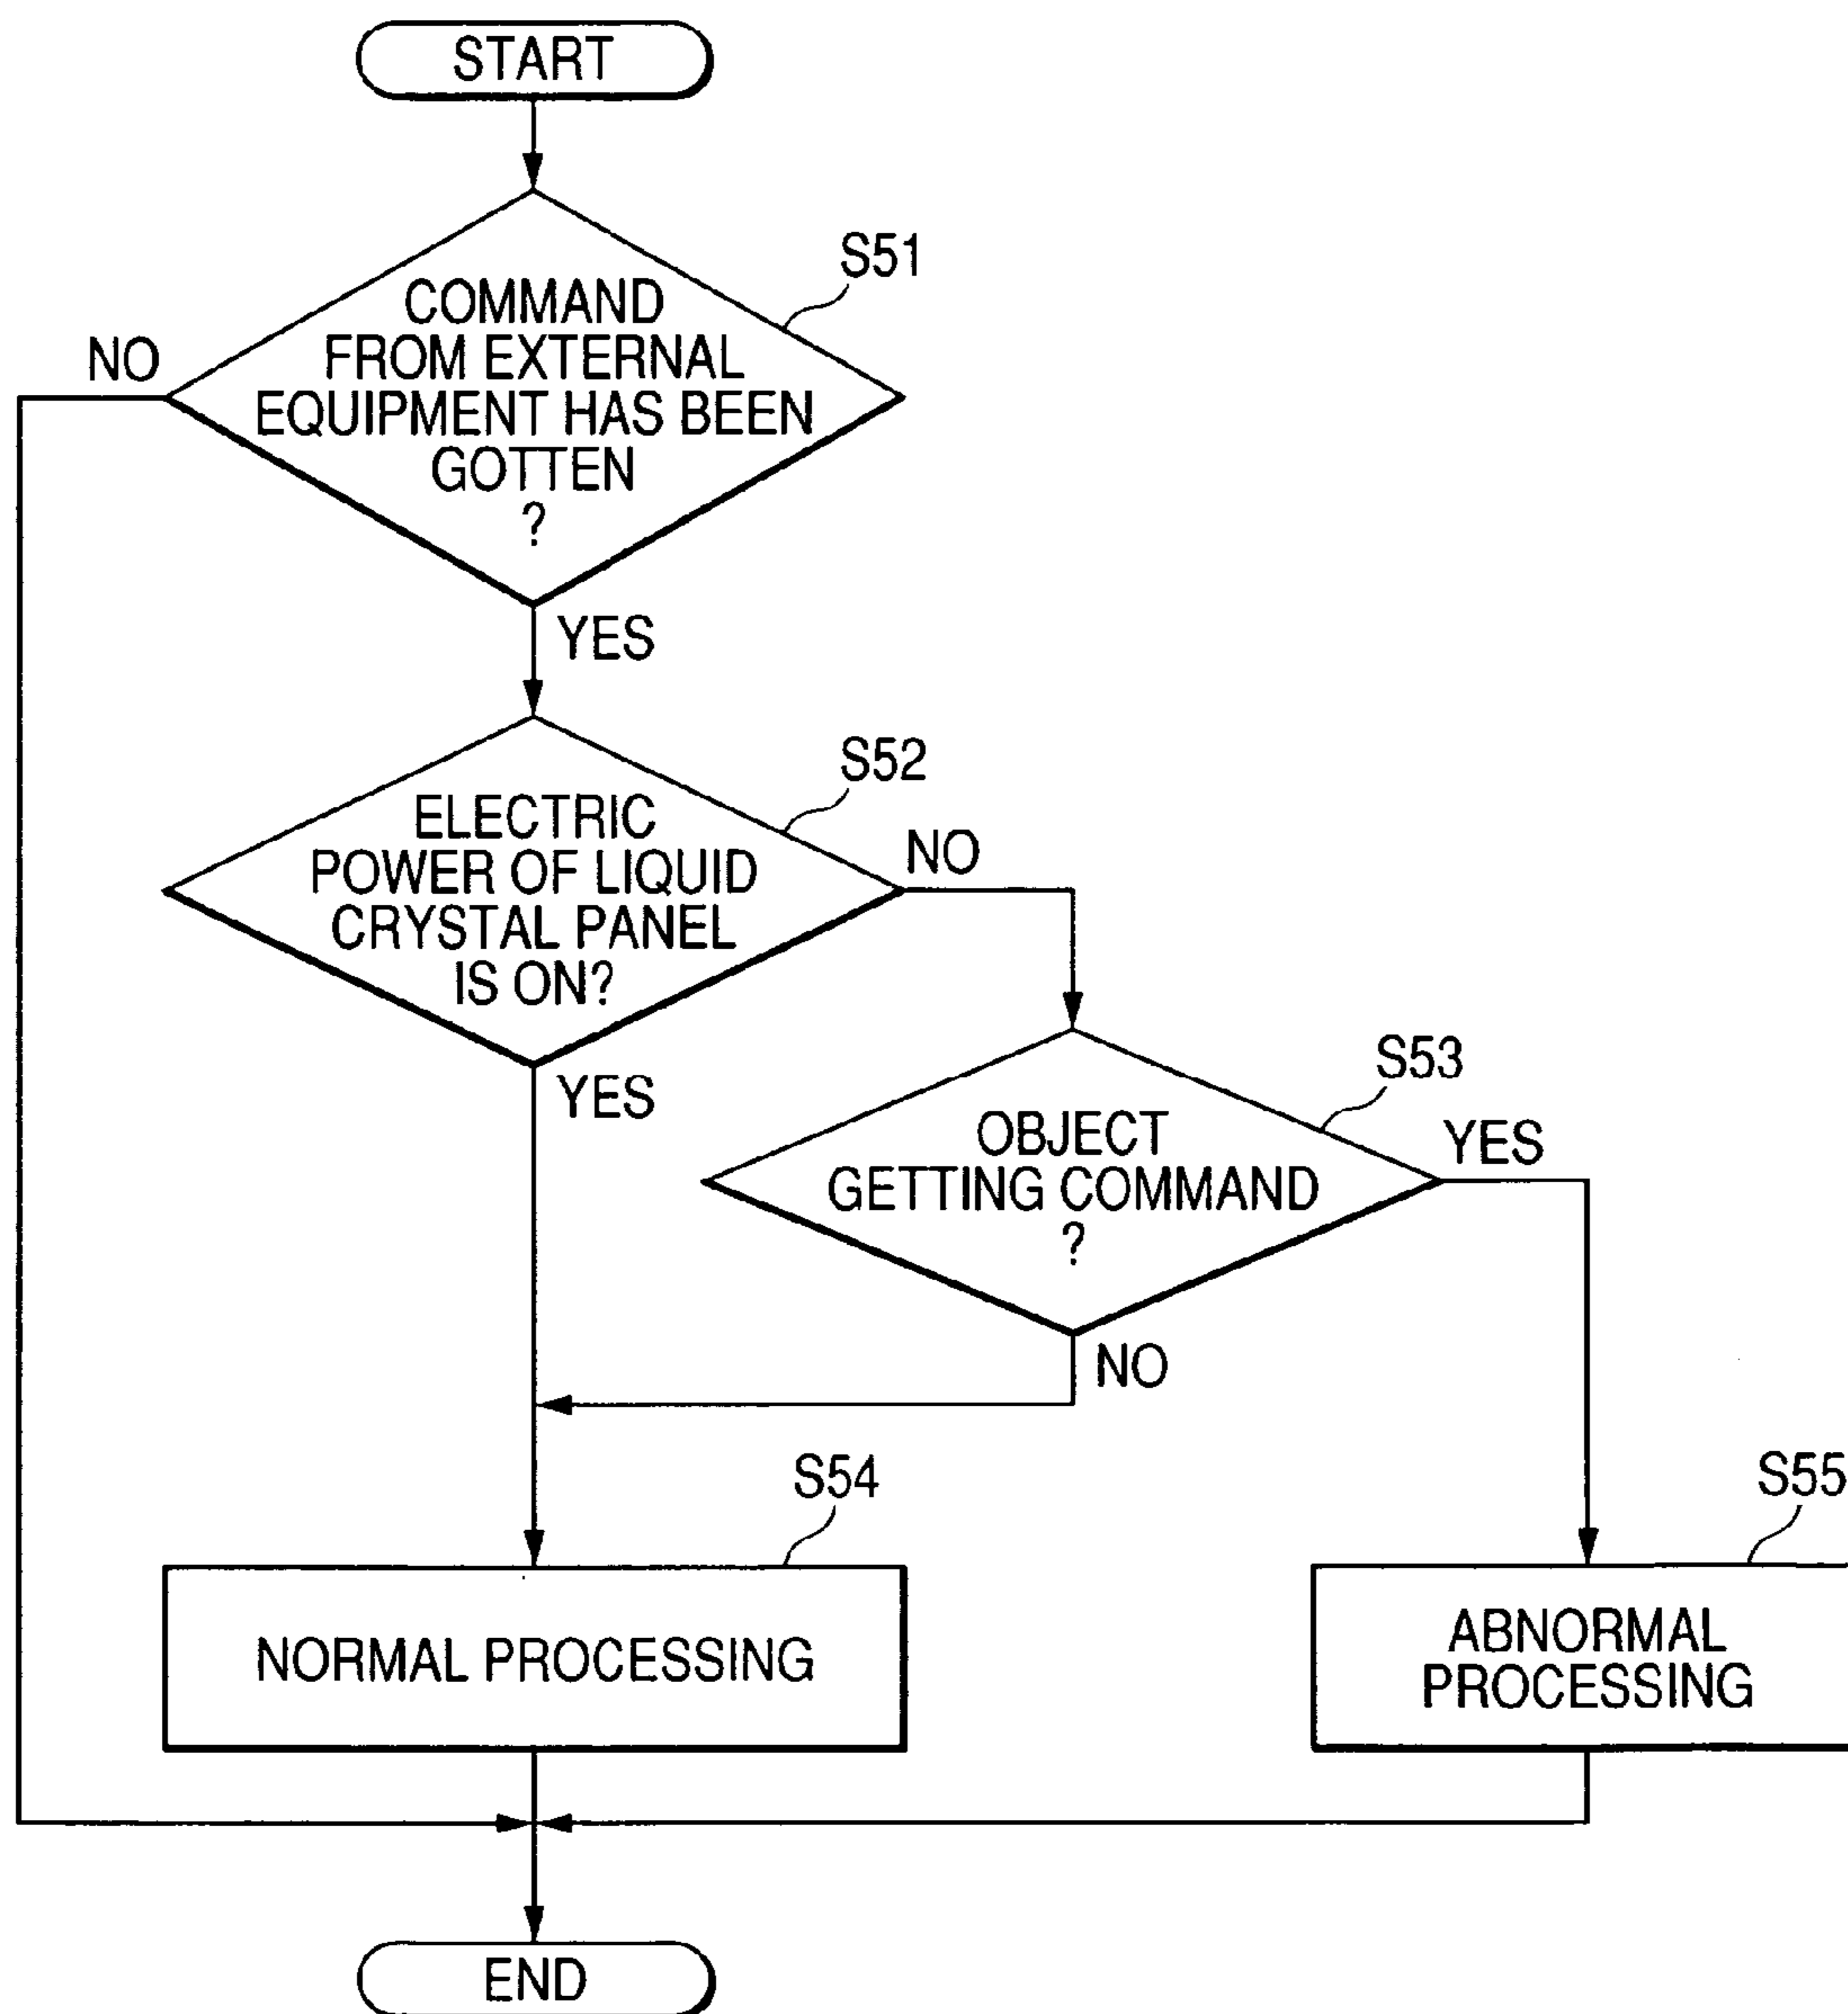 START
S51
COMMAND
FROM EXTERNAL
EQUIPMENT HAS BEEN
GOTTEN
?
NO
YES
S52
ELECTRIC
POWER OF LIQUID
CRYSTAL PANEL
IS ON?
NO
YES
S53
OBJECT
GETTING COMMAND
?
YES
NO
S54
NORMAL PROCESSING
S55
ABNORMAL
PROCESSING
END